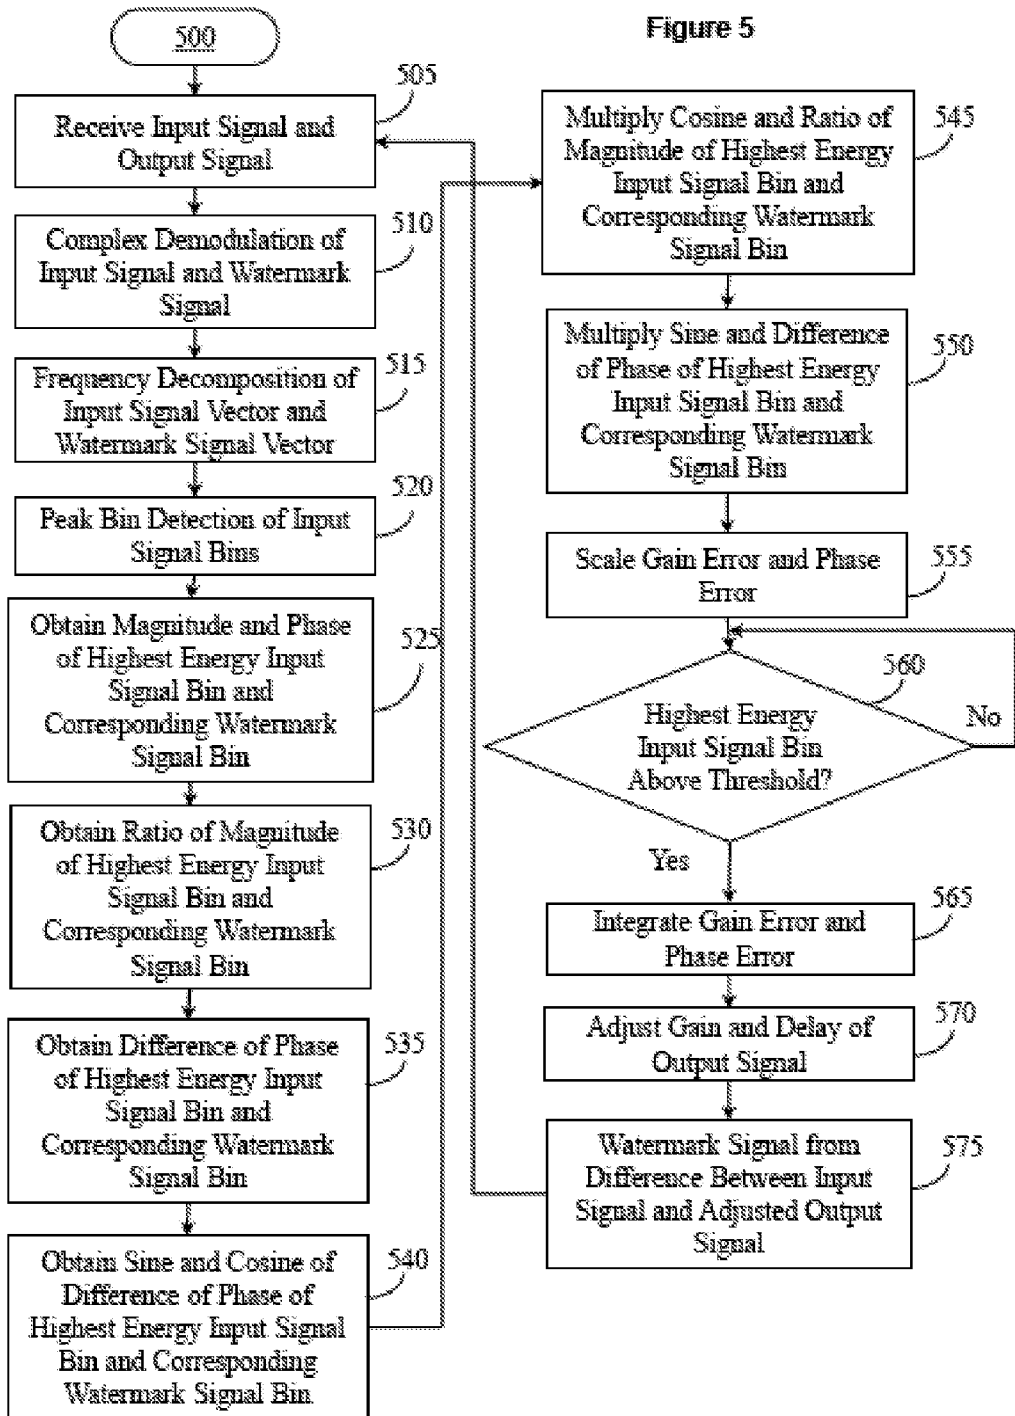 Figure 5
500
505
Receive Input Signal and
Output Signal
510
Complex Demodulation of
Input Signal and Watermark
Signal
515
Frequency Decomposition of
Input Signal Vector and
Watermark Signal Vector
520
Peak Bin Detection of Input
Signal Bins
525
Obtain Magnitude and Phase
of Highest Energy Input
Signal Bin and
Corresponding Watermark
Signal Bin
530
Obtain Ratio of Magnitude
of Highest Energy Input
Signal Bin and
Corresponding Watermark
Signal Bin
535
Obtain Difference of Phase
of Highest Energy Input
Signal Bin and
Corresponding Watermark
Signal Bin
540
Obtain Sine and Cosine of
Difference of Phase of
Highest Energy Input Signal
Bin and Corresponding
Watermark Signal Bin
545
Multiply Cosine and Ratio of
Magnitude of Highest Energy
Input Signal Bin and
Corresponding Watermark
Signal Bin
550
Multiply Sine and Difference
of Phase of Highest Energy
Input Signal Bin and
Corresponding Watermark
Signal Bin
555
Scale Gain Error and Phase
Error
560
Highest Energy
Input Signal Bin
Above Threshold?
No
Yes
565
Integrate Gain Error and
Phase Error
570
Adjust Gain and Delay of
Output Signal
575
Watermark Signal from
Difference Between Input
Signal and Adjusted Output
Signal